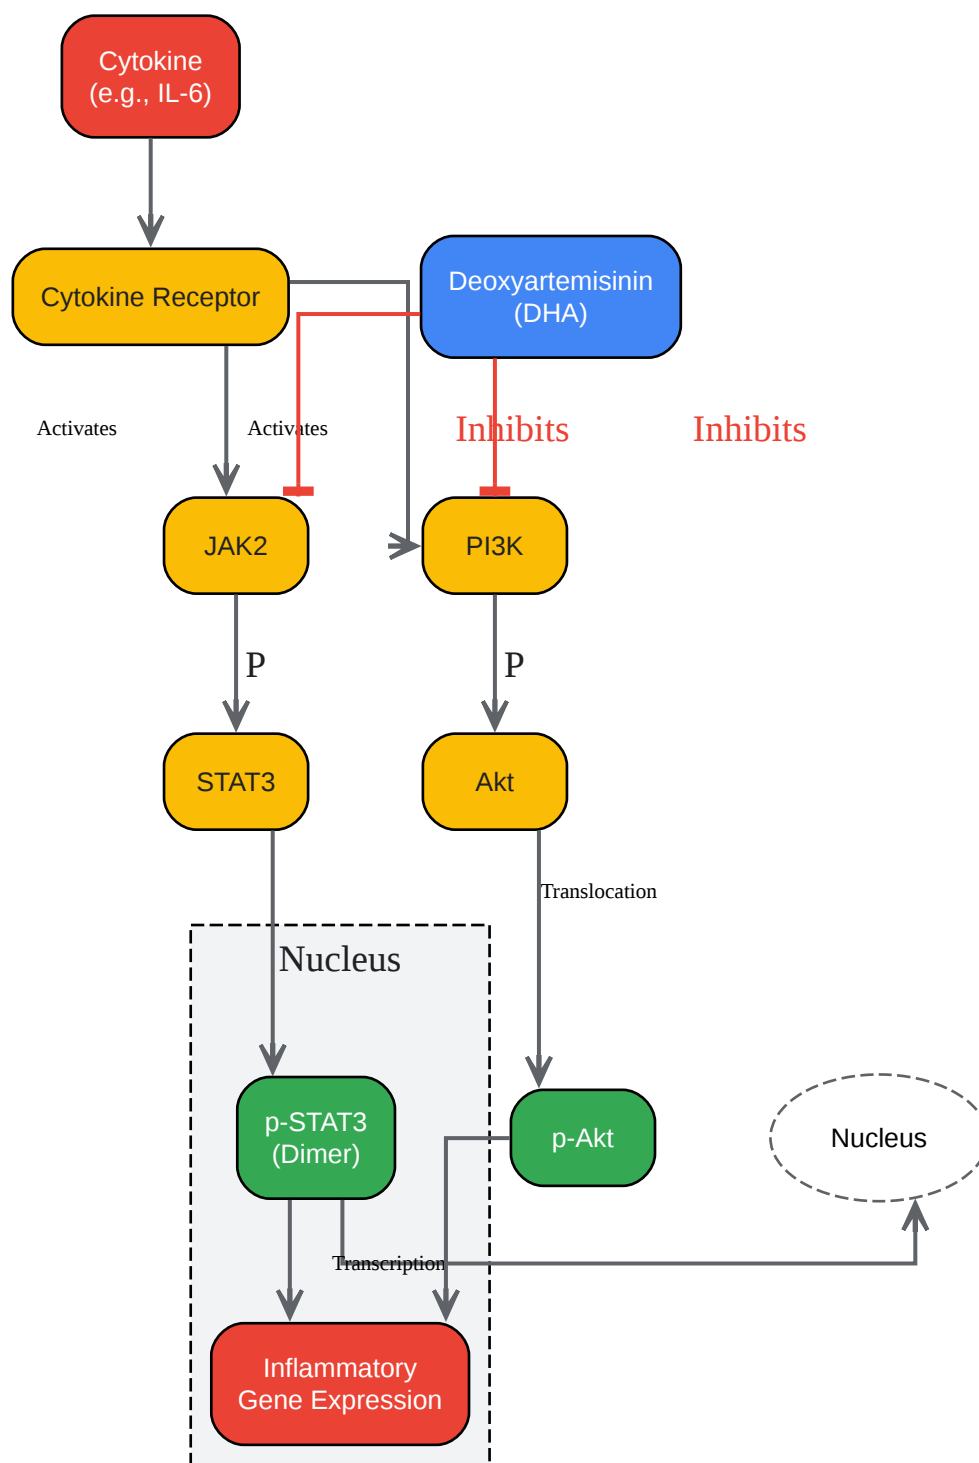 Cytokine
(e.g., IL-6)
Cytokine Receptor
Deoxyartemisinin
(DHA)
Activates
Activates
Inhibits
Inhibits
JAK2
PI3K
P
P
STAT3
Akt
Translocation
Nucleus
p-STAT3
(Dimer)
p-Akt
Nucleus
Transcription
Inflammatory
Gene Expression